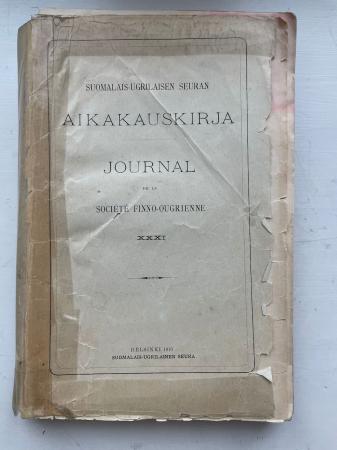 SUOMALAIS-UGRILAISEN SEURAN
AIKAKAUSKIRJA
JOURNAL
DE LA
SOCIÉTÉ FINNO-OUGRIENNE
XXXI
HELSINKI
SUOMALAIS-UGRILAINEN SEURA